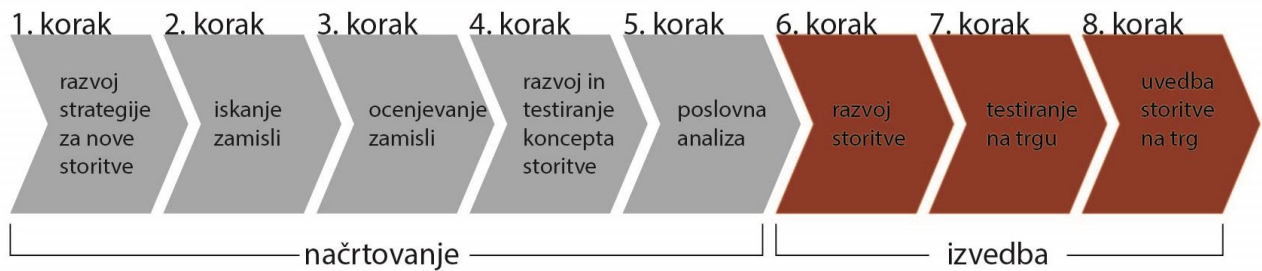 1. korak
2. korak
3. korak
4. korak
5. korak
6. korak
7. korak
8. korak
razvoj
strategije
za nove
storitve
iskanje
zamisli
ocenjevanje
zamisli
razvoj in
testiranje
koncepta
storitve
poslovna
analiza
razvoj
storitve
testiranje
na trgu
uvedba
storitve
na trg
načrtovanje
izvedba